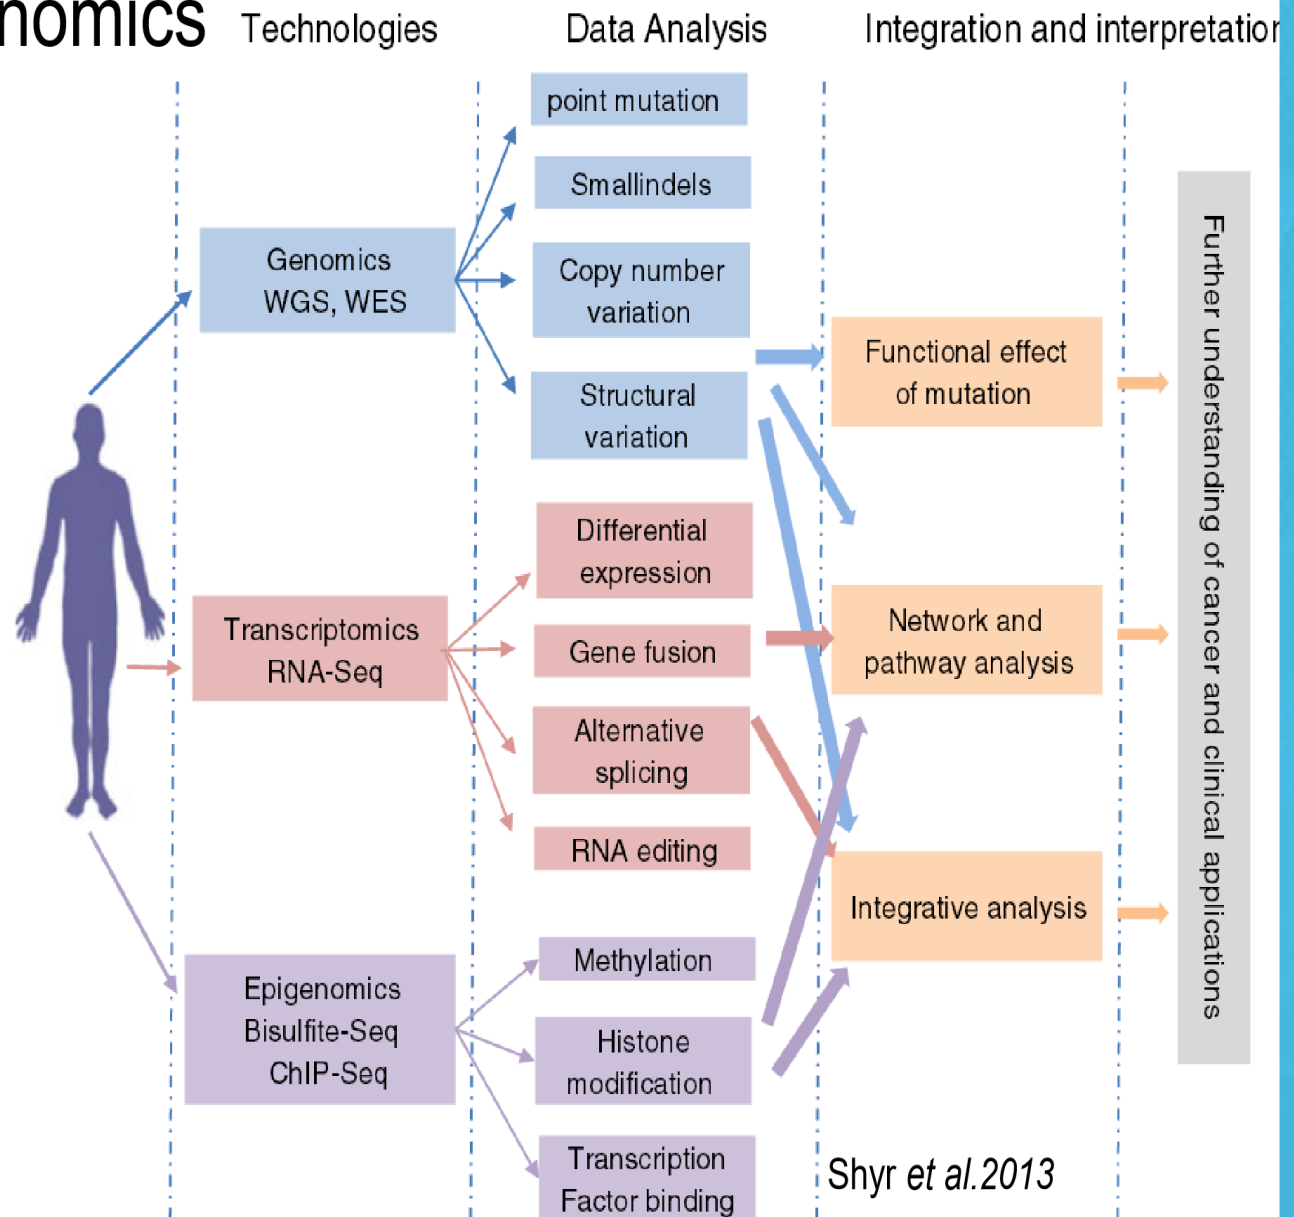 nomics
Technologies
Data Analysis
Integration and interpretation
point mutation
Smallindels
Copy number
variation
Structural
variation
Genomics
WGS, WES
Functional effect
of mutation
Differential
expression
Gene fusion
Alternative
splicing
RNA editing
Transcriptomics
RNA-Seq
Network and
pathway analysis
Integrative analysis
Methylation
Histone
modification
Transcription
Factor binding
Epigenomics
Bisulfite-Seq
ChIP-Seq
Further understanding of cancer and clinical applications
Shyr et al.2013